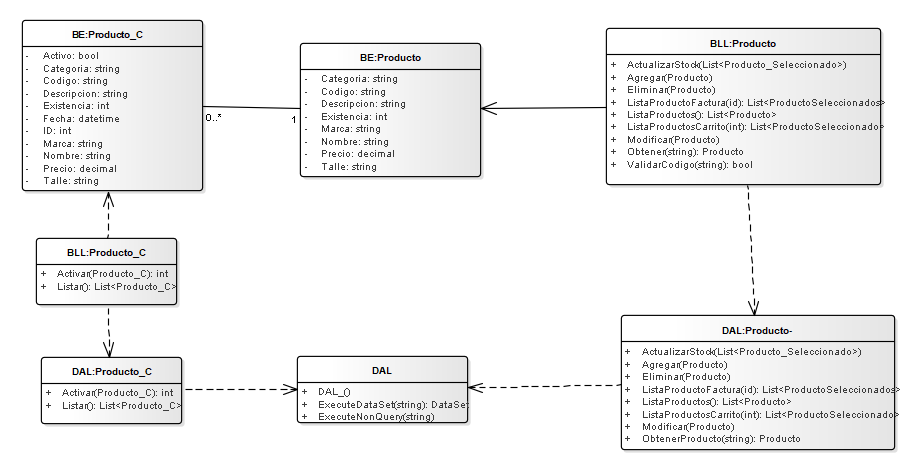 BE:Producto_C
- Activo: bool
- Categoria: string
- Codigo: string
- Descripcion: string
- Existencia: int
- Fecha: datetime
- ID: int
- Marca: string
- Nombre: string
- Precio: decimal
- Talle: string
0..*
1
BE:Producto
- Categoria: string
- Codigo: string
- Descripcion: string
- Existencia: int
- Marca: string
- Nombre: string
- Precio: decimal
- Talle: string
BLL:Producto
+ ActualizarStock(List<Producto_Seleccionado>)
+ Agregar(Producto)
+ Eliminar(Producto)
+ ListaProductoFactura(id): List<ProductoSeleccionados>
+ ListaProductos(): List<Producto>
+ ListaProductosCarrito(int): List<ProductoSeleccionado>
+ Modificar(Producto)
+ Obtener(string): Producto
+ ValidarCodigo(string): bool
BLL:Producto_C
+ Activar(Producto_C): int
+ Listar(): List<Producto_C>
DAL:Producto_C
+ Activar(Producto_C): int
+ Listar(): List<Producto_C>
DAL
+ DAL_()
+ ExecuteDataSet(string): DataSet
+ ExecuteNonQuery(string)
DAL:Producto-
+ ActualizarStock(List<Producto_Seleccionado>)
+ Agregar(Producto)
+ Eliminar(Producto)
+ ListaProductoFactura(id): List<ProductoSeleccionados>
+ ListaProductos(): List<Producto>
+ ListaProductosCarrito(int): List<ProductoSeleccionado>
+ Modificar(Producto)
+ ObtenerProducto(string): Producto